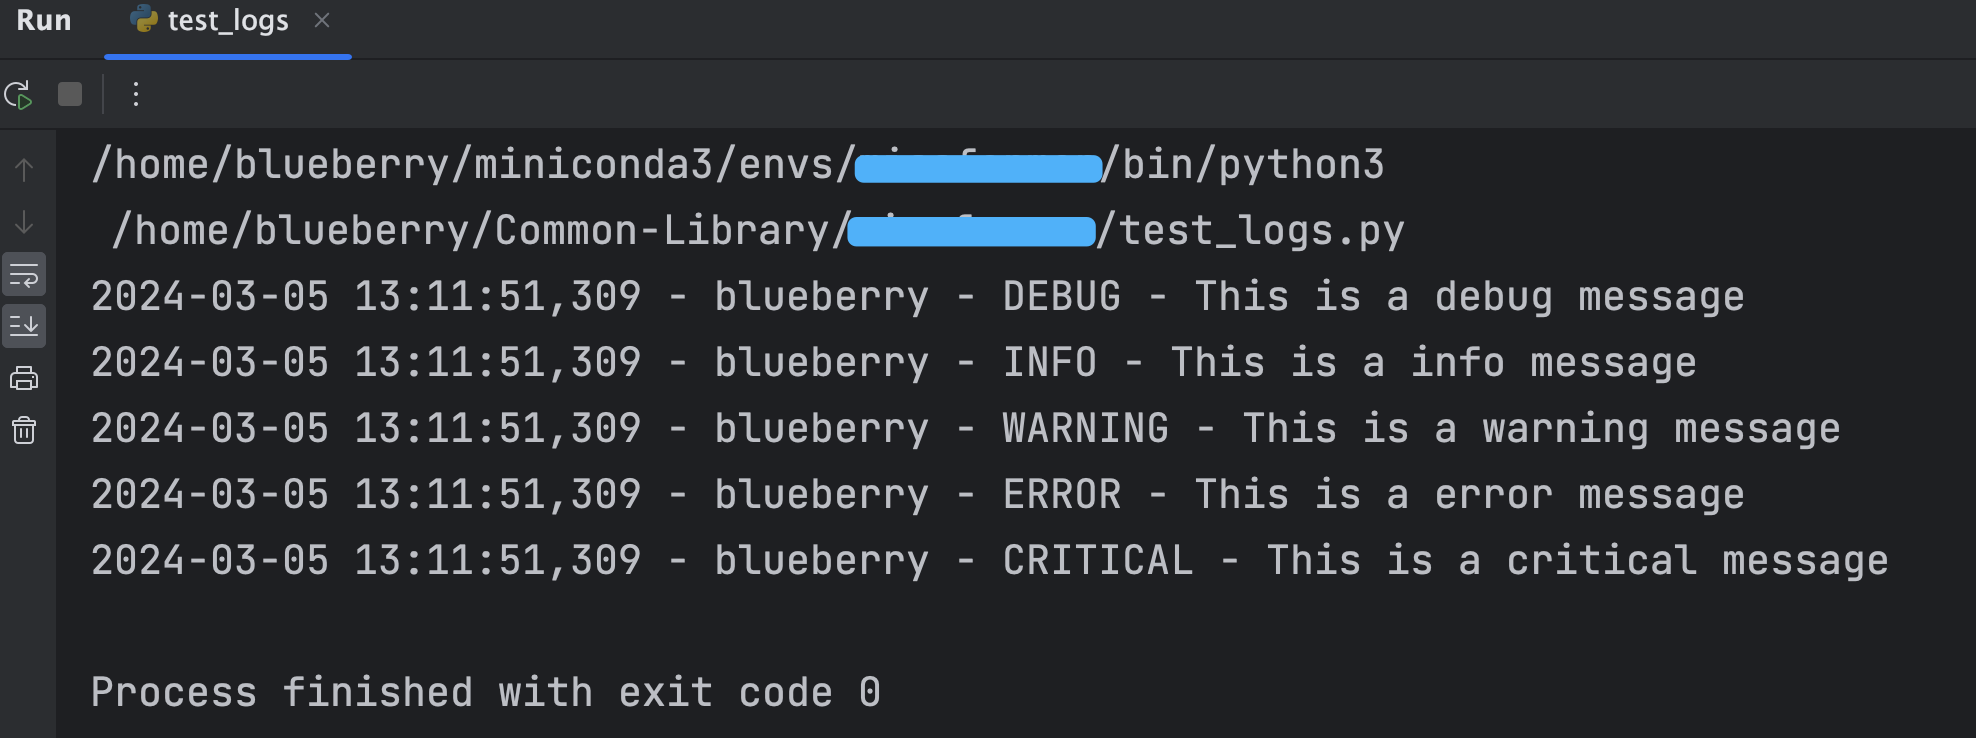 Run test_logs
/home/blueberry/miniconda3/envs/ /bin/python3
/home/blueberry/Common-Library/ /test_logs.py
2024-03-05 13:11:51,309 - blueberry - DEBUG - This is a debug message
2024-03-05 13:11:51,309 - blueberry - INFO - This is a info message
2024-03-05 13:11:51,309 - blueberry - WARNING - This is a warning message
2024-03-05 13:11:51,309 - blueberry - ERROR - This is a error message
2024-03-05 13:11:51,309 - blueberry - CRITICAL - This is a critical message
Process finished with exit code 0